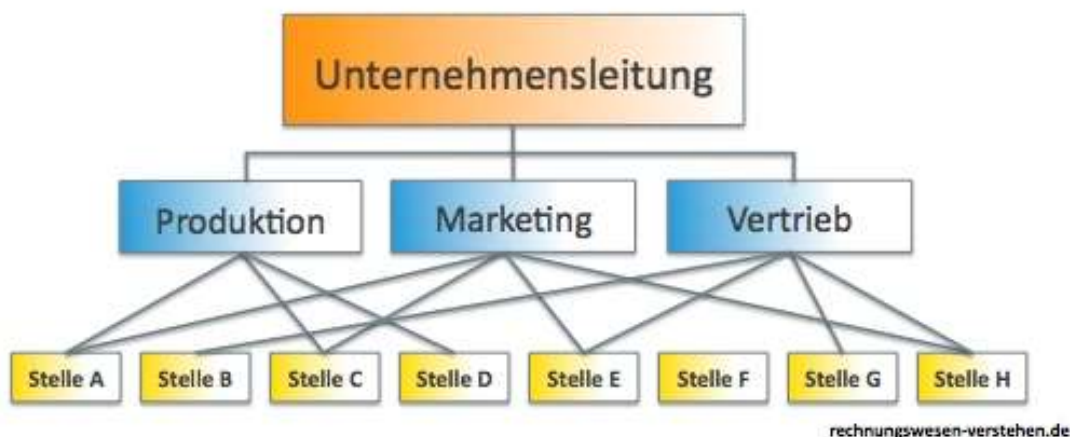 Unternehmensleitung
Produktion
Marketing
Vertrieb
Stelle A
Stelle B
Stelle C
Stelle D
Stelle E
Stelle F
Stelle G
Stelle H
rechnungswesen-verstehen.de